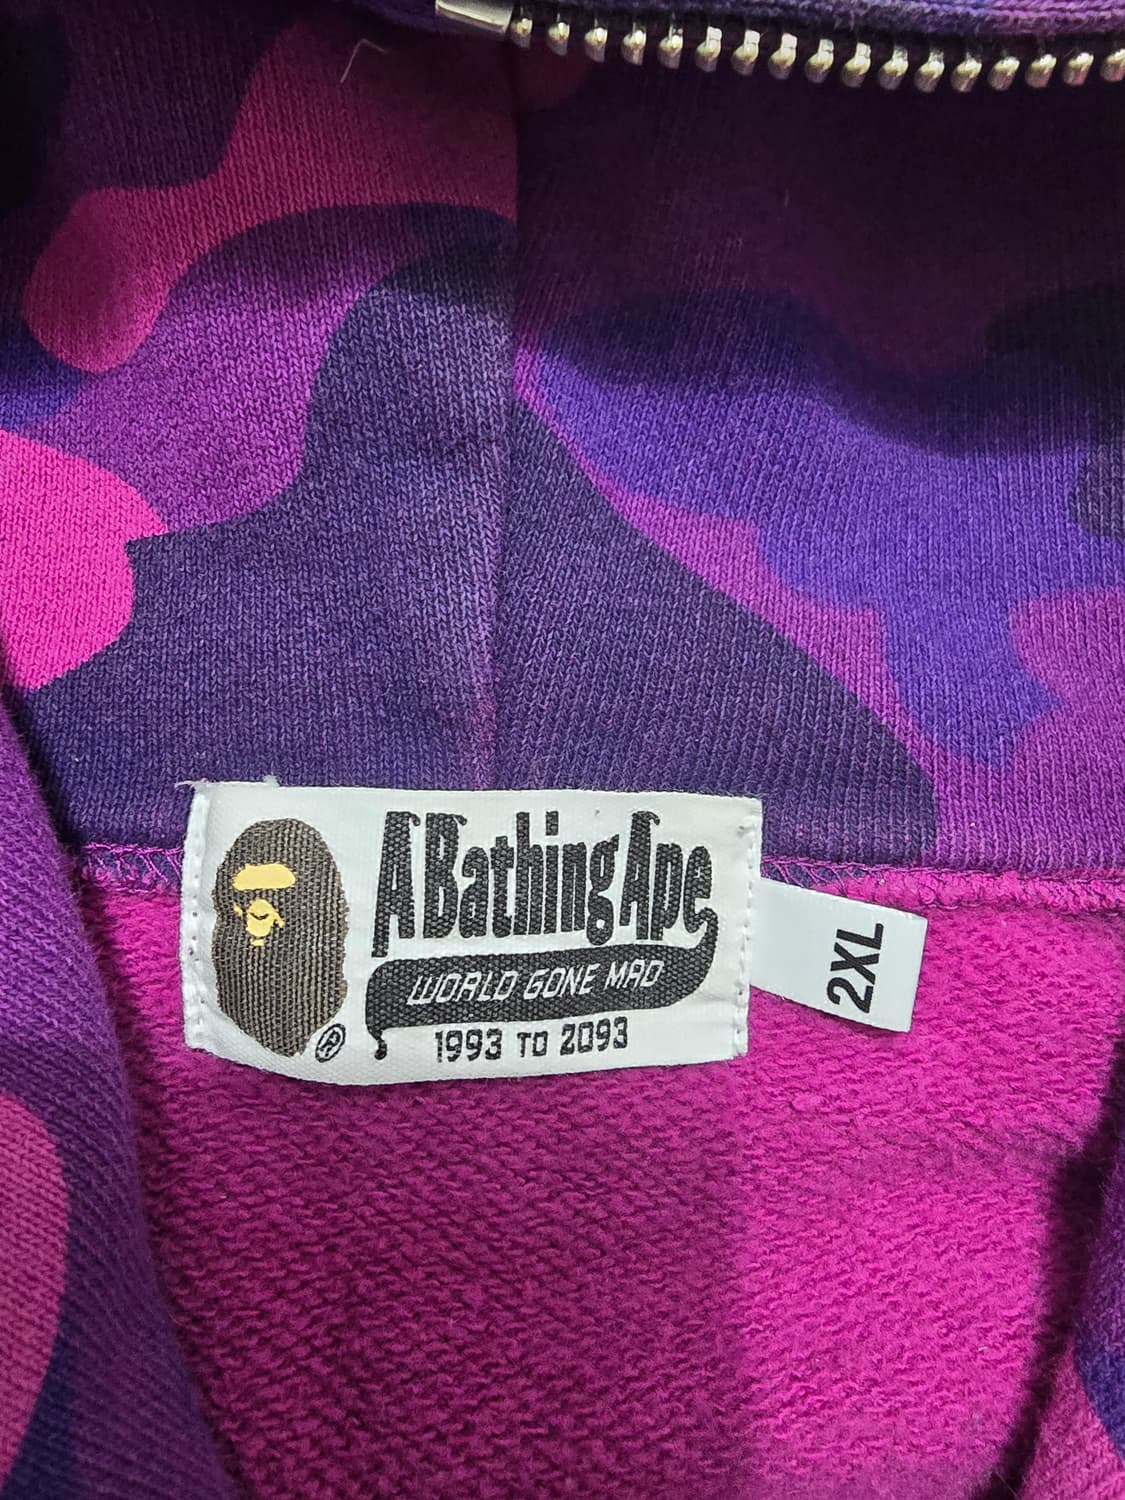 A Bathing Ape
WORLD GONE MAD
1993 TO 2093
®
2XL